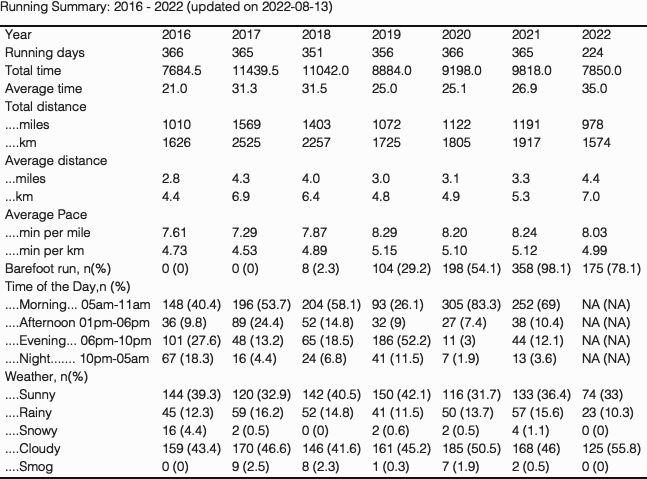 Running Summary: 2016 - 2022 (updated on 2022-08-13)
Year 2016 2017 2018 2019 2020 2021 2022
Running days 366 365 351 356 366 365 224
Total time 7684.5 11439.5 11042.0 8884.0 9198.0 9818.0 7850.0
Average time 21.0 31.3 31.5 25.0 25.1 26.9 35.0
Total distance
....miles 1010 1569 1403 1072 1122 1191 978
....km 1626 2525 2257 1725 1805 1917 1574
Average distance
...miles 2.8 4.3 4.0 3.0 3.1 3.3 4.4
...km 4.4 6.9 6.4 4.8 4.9 5.3 7.0
Average Pace
....min per mile 7.61 7.29 7.87 8.29 8.20 8.24 8.03
....min per km 4.73 4.53 4.89 5.15 5.10 5.12 4.99
Barefoot run, n(%) 0 (0) 0 (0) 8 (2.3) 104 (29.2) 198 (54.1) 358 (98.1) 175 (78.1)
Time of the Day,n (%)
....Morning... 05am-11am 148 (40.4) 196 (53.7) 204 (58.1) 93 (26.1) 305 (83.3) 252 (69) NA (NA)
....Afternoon 01pm-06pm 36 (9.8) 89 (24.4) 52 (14.8) 32 (9) 27 (7.4) 38 (10.4) NA (NA)
....Evening... 06pm-10pm 101 (27.6) 48 (13.2) 65 (18.5) 186 (52.2) 11 (3) 44 (12.1) NA (NA)
....Night....... 10pm-05am 67 (18.3) 16 (4.4) 24 (6.8) 41 (11.5) 7 (1.9) 13 (3.6) NA (NA)
Weather, n(%)
....Sunny 144 (39.3) 120 (32.9) 142 (40.5) 150 (42.1) 116 (31.7) 133 (36.4) 74 (33)
....Rainy 45 (12.3) 59 (16.2) 52 (14.8) 41 (11.5) 50 (13.7) 57 (15.6) 23 (10.3)
....Snowy 16 (4.4) 2 (0.5) 0 (0) 2 (0.6) 2 (0.5) 4 (1.1) 0 (0)
....Cloudy 159 (43.4) 170 (46.6) 146 (41.6) 161 (45.2) 185 (50.5) 168 (46) 125 (55.8)
....Smog 0 (0) 9 (2.5) 8 (2.3) 1 (0.3) 7 (1.9) 2 (0.5) 0 (0)